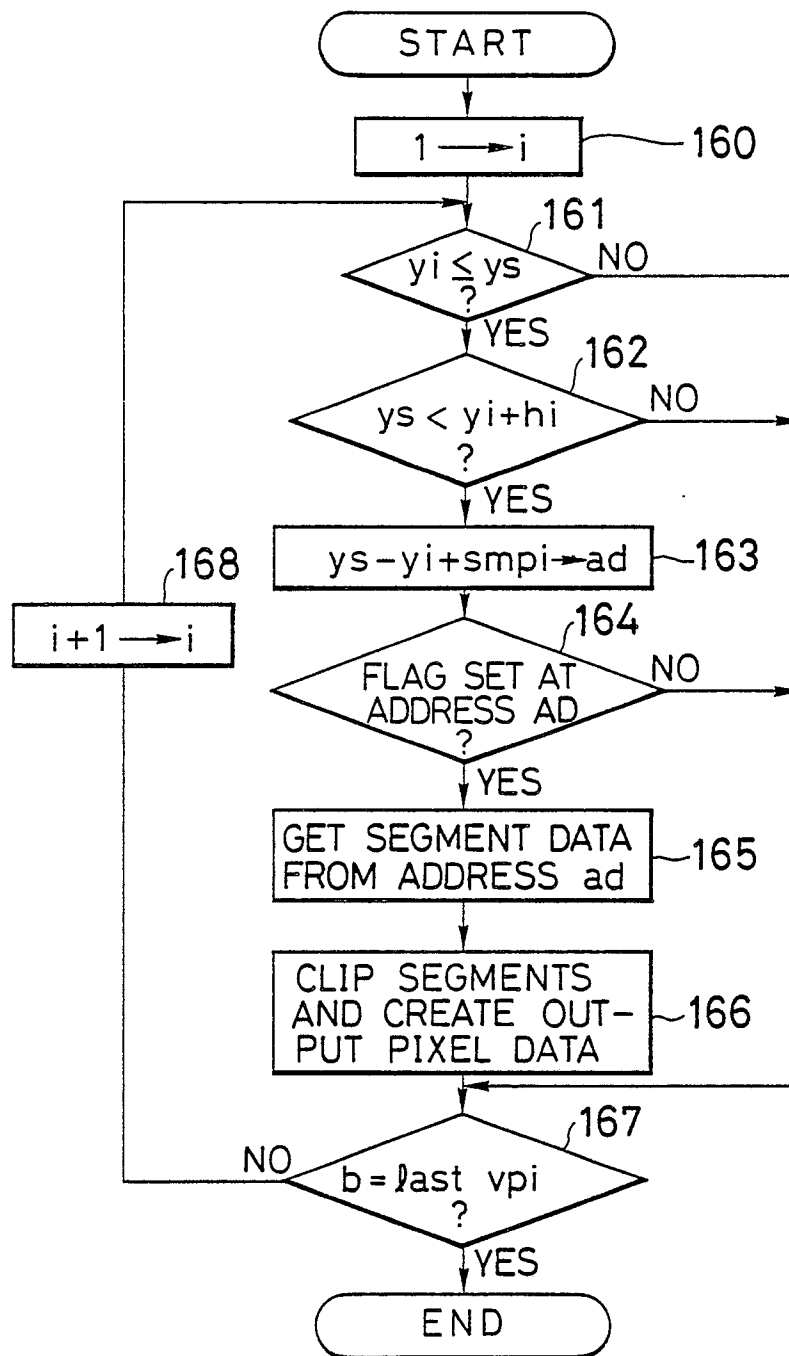 START
1 → i
160
161
yi ≤ ys
?
NO
YES
162
ys < yi+hi
?
NO
YES
ys-yi+smpi→ad
163
168
i+1 → i
164
FLAG SET AT
ADDRESS AD
?
NO
YES
GET SEGMENT DATA
FROM ADDRESS ad
165
CLIP SEGMENTS
AND CREATE OUT-
PUT PIXEL DATA
166
167
NO
b = last vpi
?
YES
END